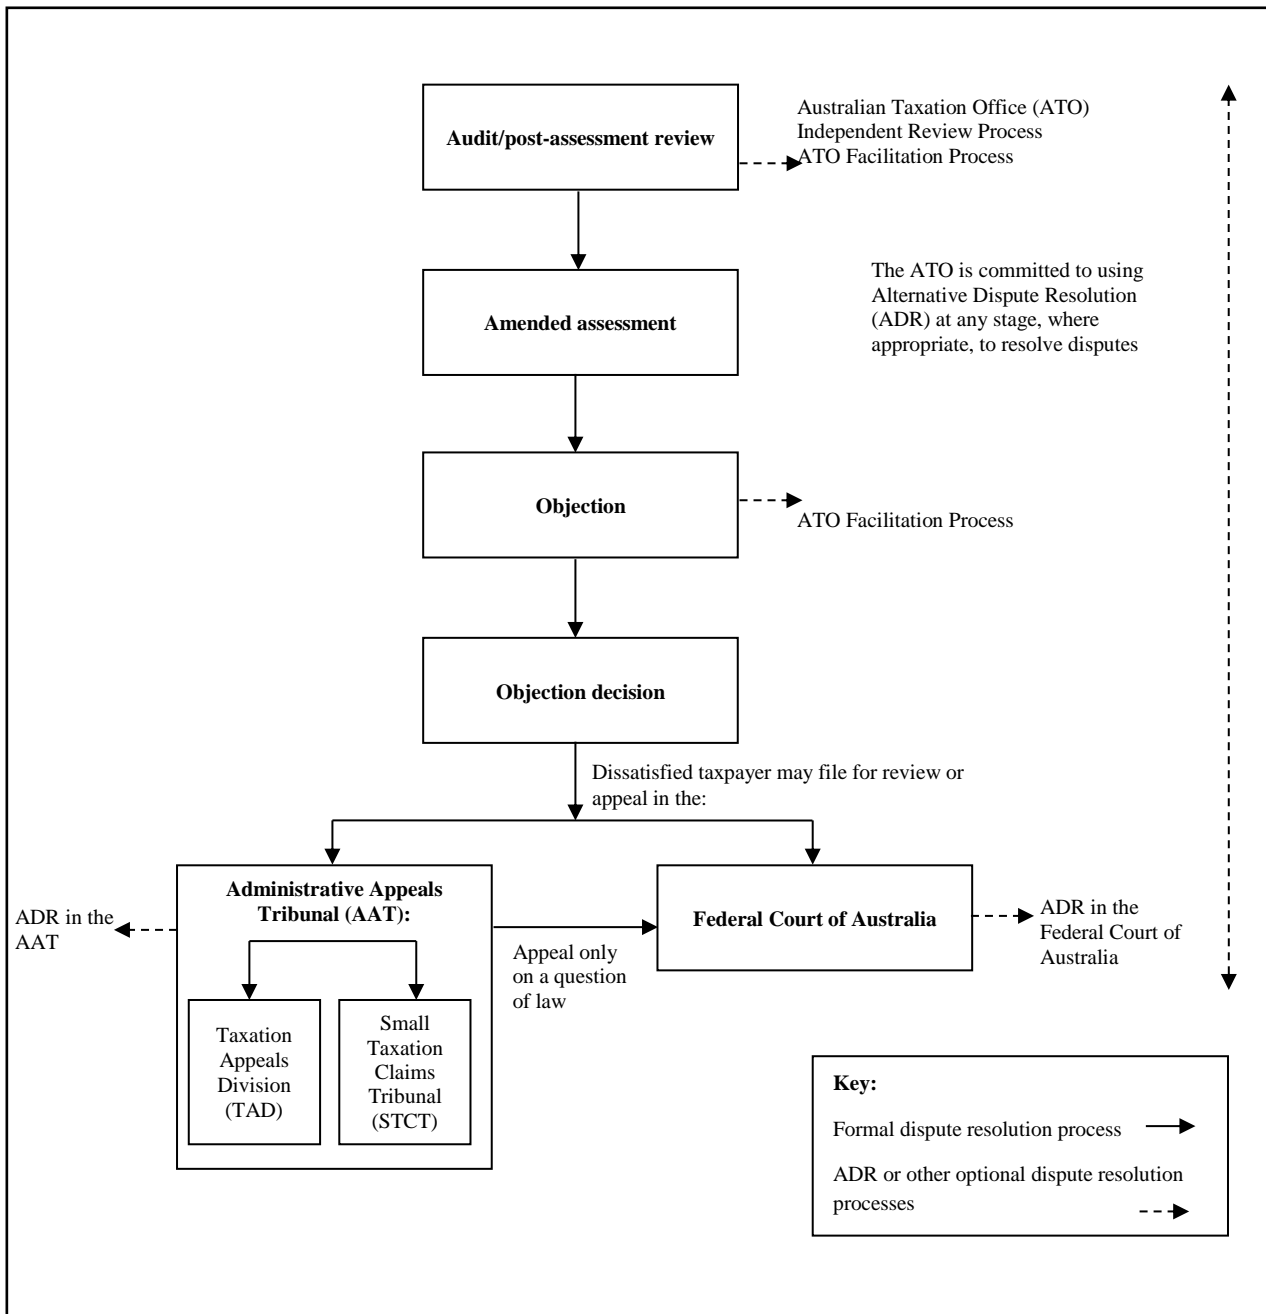 Audit/post-assessment review
Australian Taxation Office (ATO)
Independent Review Process
ATO Facilitation Process
Amended assessment
The ATO is committed to using
Alternative Dispute Resolution
(ADR) at any stage, where
appropriate, to resolve disputes
Objection
ATO Facilitation Process
Objection decision
Dissatisfied taxpayer may file for review or
appeal in the:
ADR in the
AAT
Administrative Appeals
Tribunal (AAT):
Taxation
Appeals
Division
(TAD)
Small
Taxation
Claims
Tribunal
(STCT)
Appeal only
on a question
of law
Federal Court of Australia
ADR in the
Federal Court of
Australia
Key:
Formal dispute resolution process
ADR or other optional dispute resolution
processes